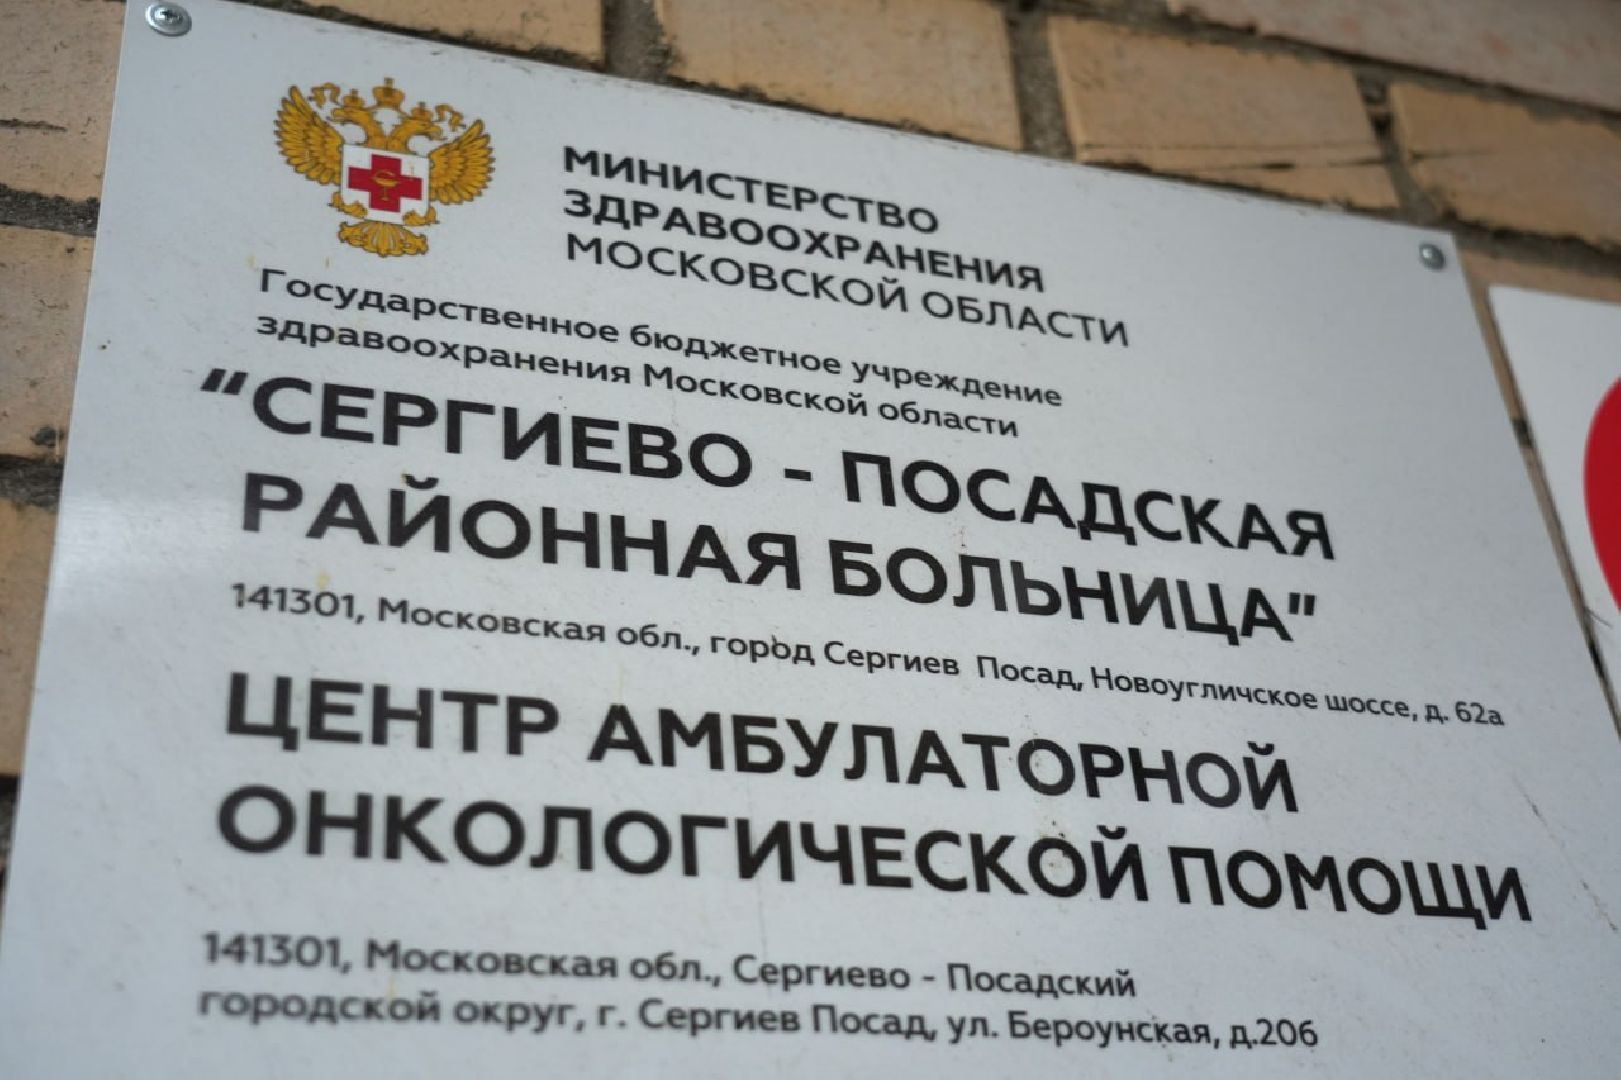 МИНИСТЕРСТВО
ЗДРАВООХРАНЕНИЯ
МОСКОВСКОЙ ОБЛАСТИ
Государственное бюджетное учреждение
здравоохранения Московской области
“СЕРГИЕВО - ПОСАДСКАЯ
РАЙОННАЯ БОЛЬНИЦА"
141301, Московская обл., город Сергиев Посад, Новоугличское шоссе, д. 62а
ЦЕНТР АМБУЛАТОРНОЙ
ОНКОЛОГИЧЕСКОЙ ПОМОЩИ
141301, Московская обл., Сергиево - Посадский
городской округ, г. Сергиев Посад, ул. Бероунская, д.20б